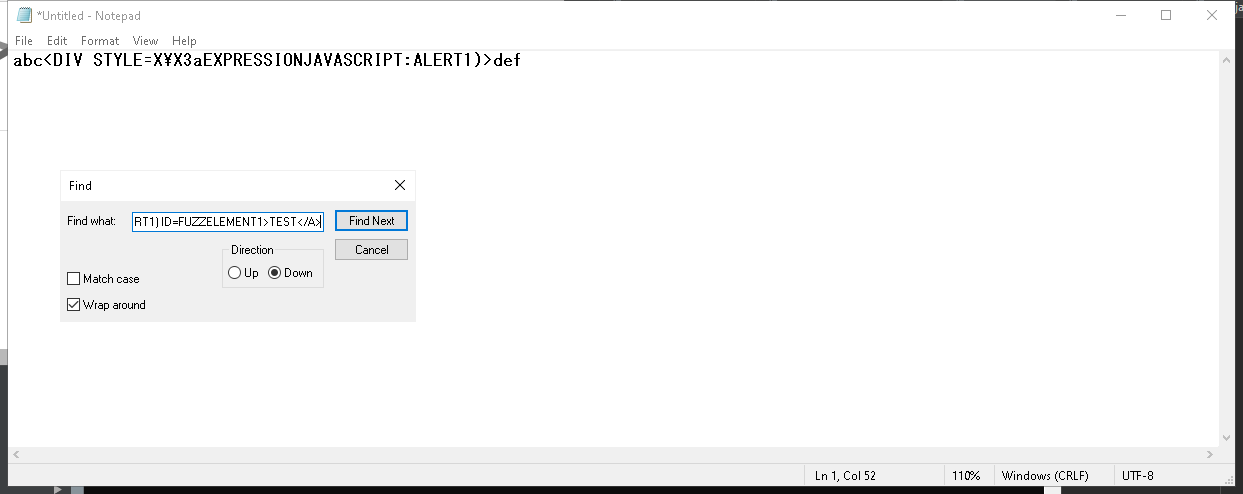 *Untitled - Notepad
File Edit Format View Help
abc<DIV STYLE=X¥X3aEXPRESSIONJAVASCRIPT:ALERT1)>def
Find
Find what: RT1) ID=FUZZELEMENT1>TEST</A> Find Next
Direction Cancel
Up Down
Match case
Wrap around
Ln 1, Col 52 110% Windows (CRLF) UTF-8